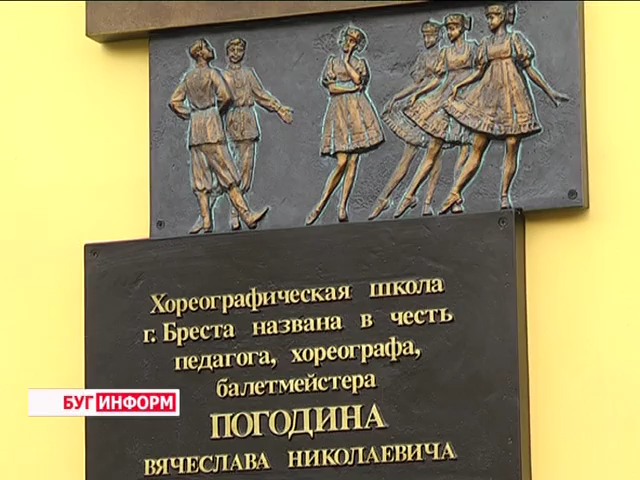 Хореографическая школа
г. Бреста названа в честь
педагога, хореографа,
балетмейстера
ПОГОДИНА
ВЯЧЕСЛАВА НИКОЛАЕВИЧА
БУГИНФОРМ